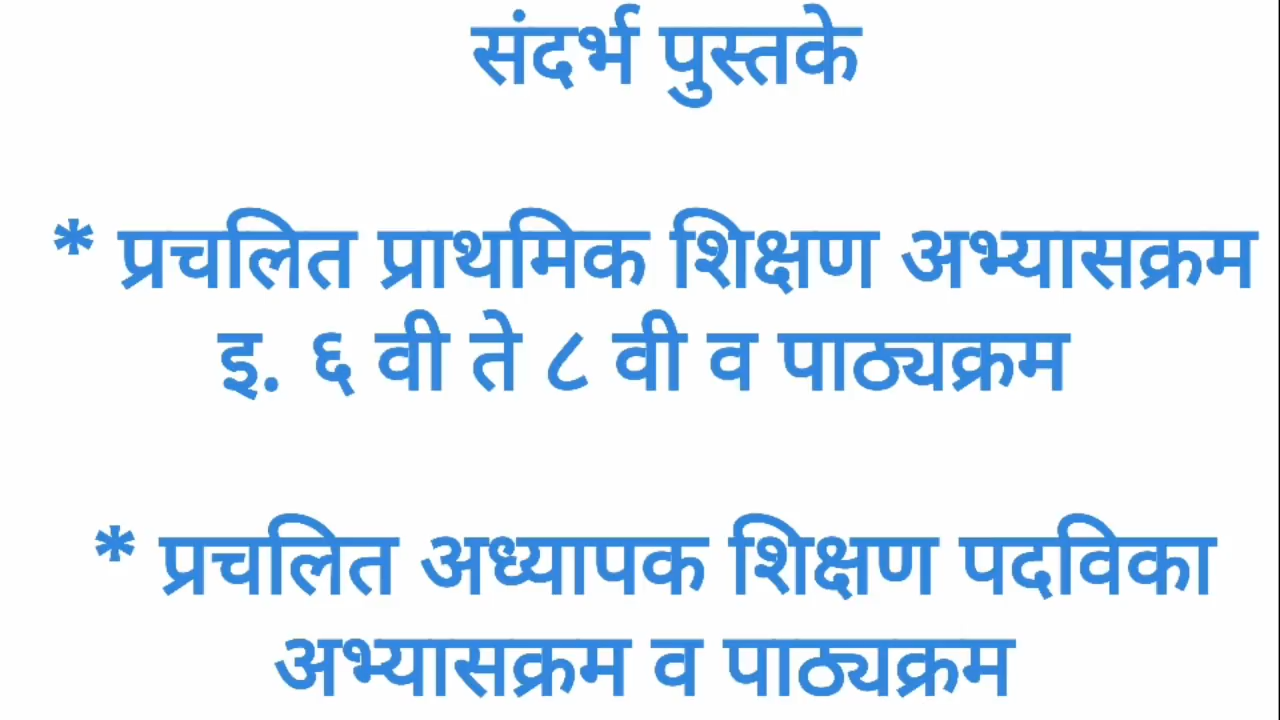 संदर्भ पुस्तके
* प्रचलित प्राथमिक शिक्षण अभ्यासक्रम
इ. ६ वी ते ८ वी व पाठ्यक्रम
* प्रचलित अध्यापक शिक्षण पदविका
अभ्यासक्रम व पाठ्यक्रम